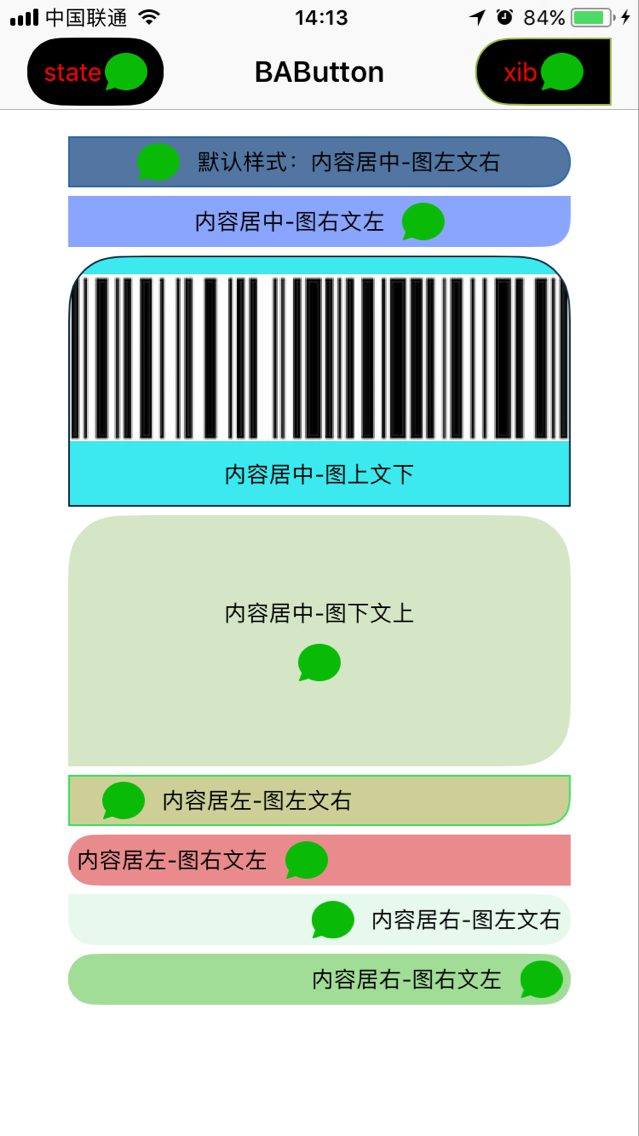 中国联通 14:13 84%
state BAButton xib
默认样式：内容居中-图左文右
内容居中-图右文左
内容居中-图上文下
内容居中-图下文上
内容居左-图左文右
内容居左-图右文左
内容居右-图左文右
内容居右-图右文左